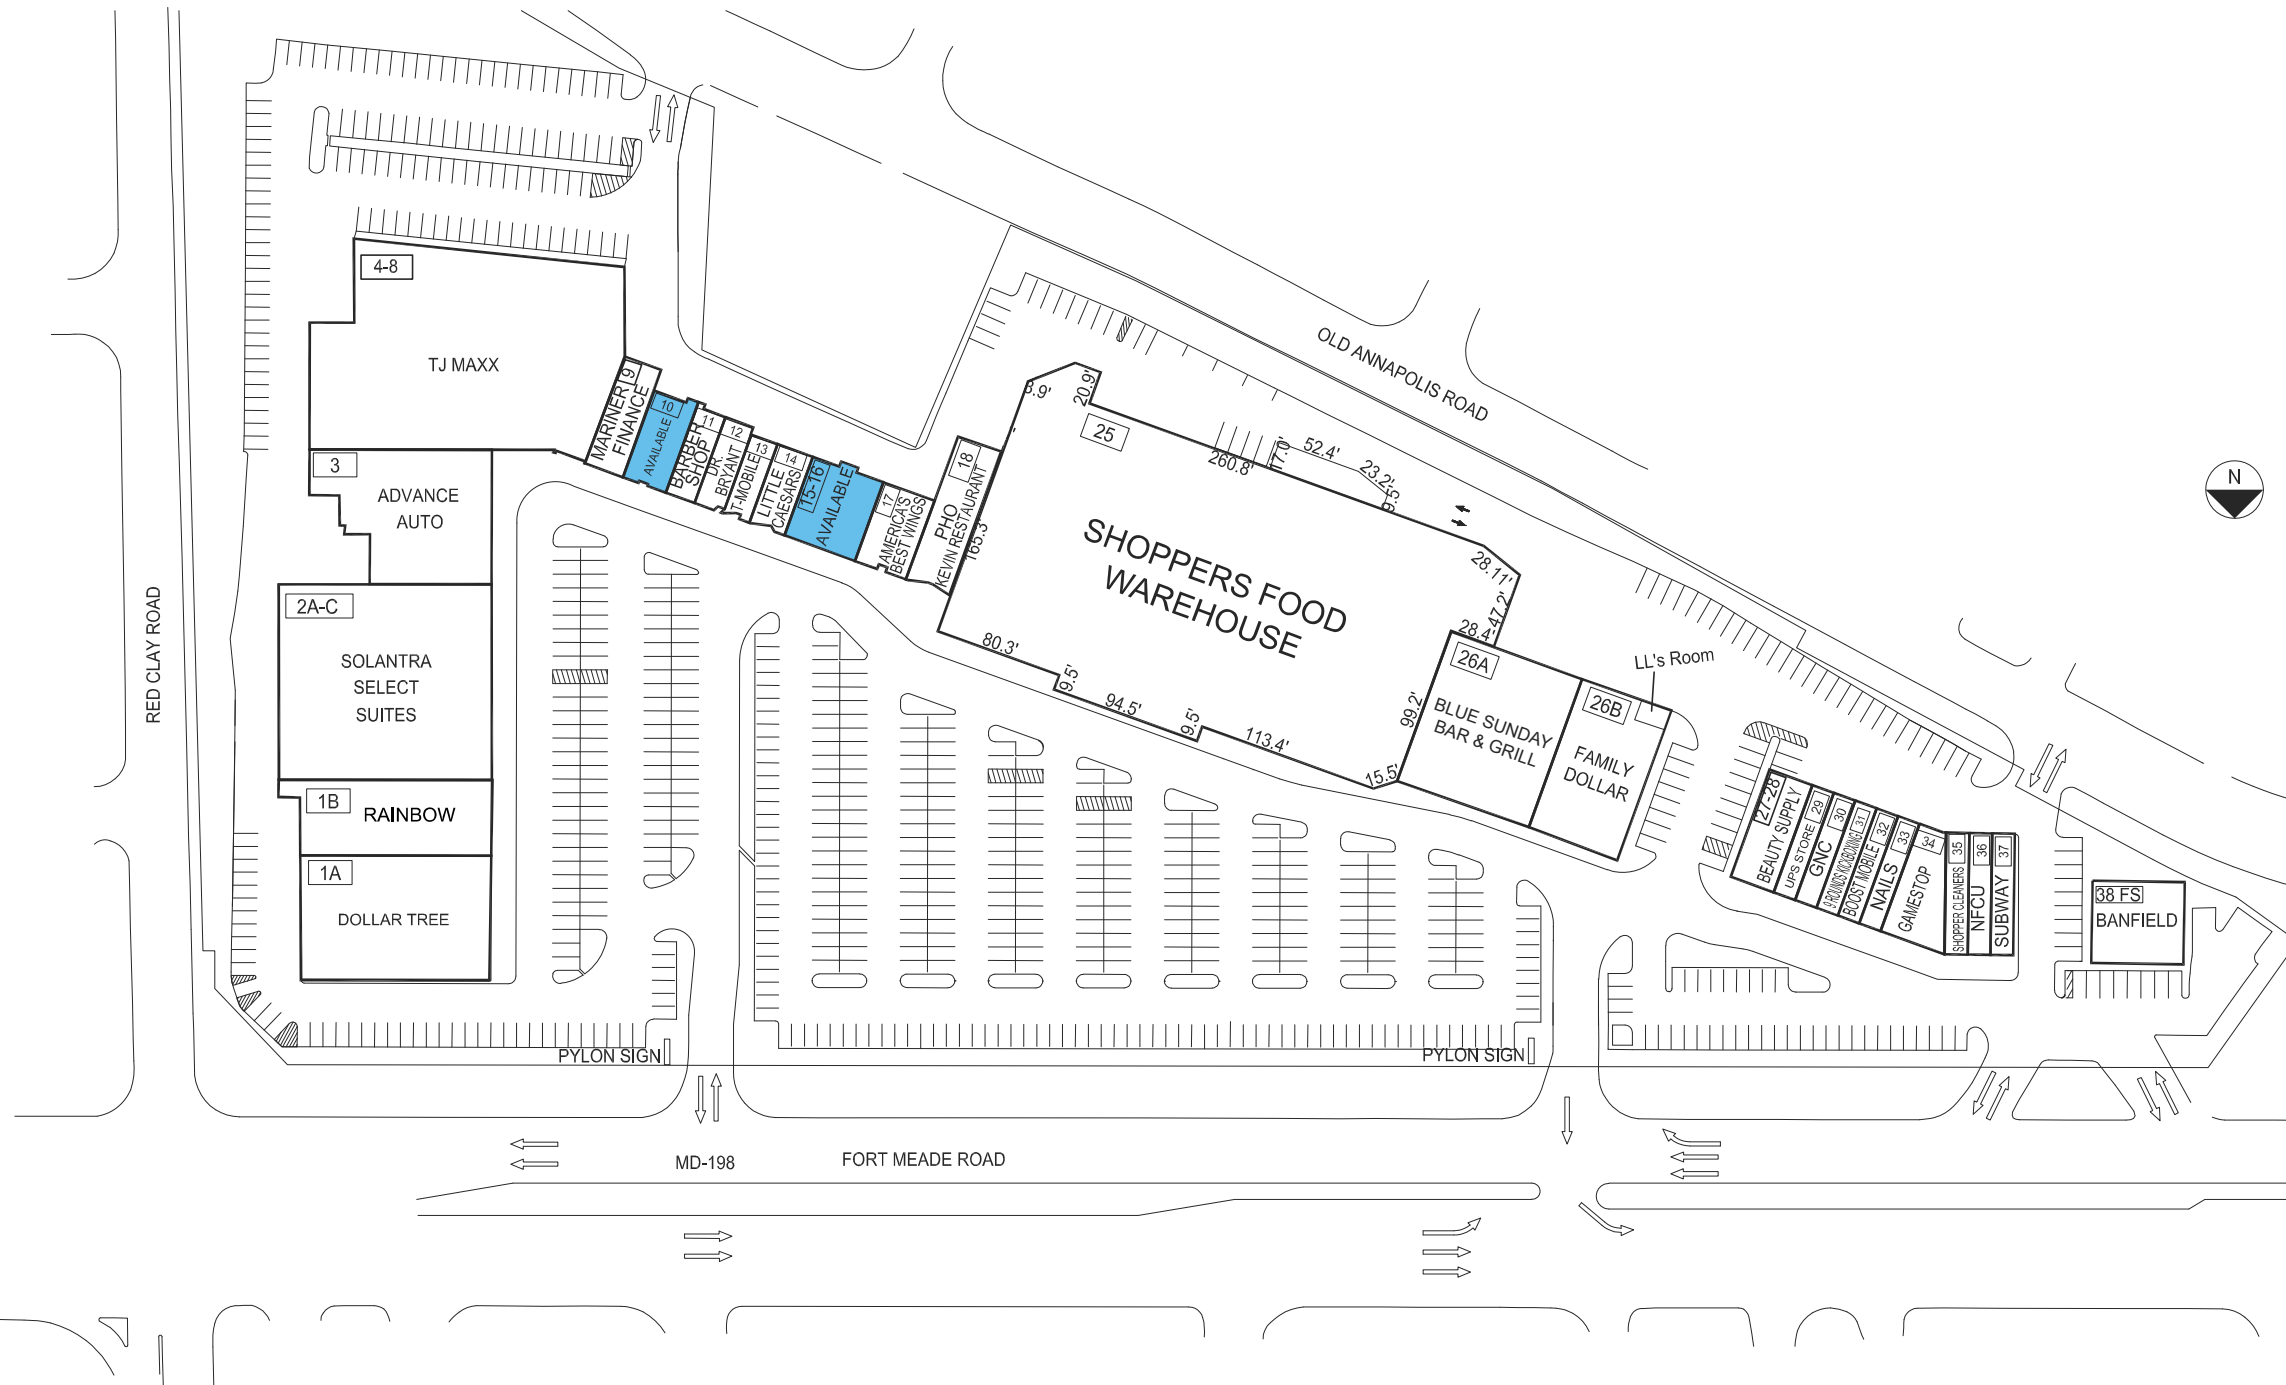 4-8
TJ MAXX
3
ADVANCE
AUTO
2A-C
SOLANTRA
SELECT
SUITES
1B
RAINBOW
1A
DOLLAR TREE
RED CLAY ROAD
9
MARINER
FINANCE
10
AVAILABLE
11
BARBER
SHOP
12
DR.
BRYANT
13
T-MOBILE
14
LITTLE
CAESARS
15-16
AVAILABLE
17
AMERICA'S
BEST WINGS
18
PHO
KEVIN RESTAURANT
165.3'
3.9'
20.9'
25
260.8'
17.0'
52.4'
23.2'
9.5'
OLD ANNAPOLIS ROAD
N
SHOPPERS FOOD
WAREHOUSE
28.11'
47.2'
28.4'
80.3'
9.5'
94.5'
9.5'
113.4'
15.5'
99.2'
26A
BLUE SUNDAY
BAR & GRILL
26B
FAMILY
DOLLAR
LL's Room
27-28
BEAUTY SUPPLY
29
UPS STORE
30
GNC
31
9 ROUNDS KICKBOXING
32
BOOST MOBILE
33
NAILS
34
GAMESTOP
35
SHOPPER CLEANERS
36
NFCU
37
SUBWAY
38 FS
BANFIELD
PYLON SIGN
PYLON SIGN
MD-198
FORT MEADE ROAD